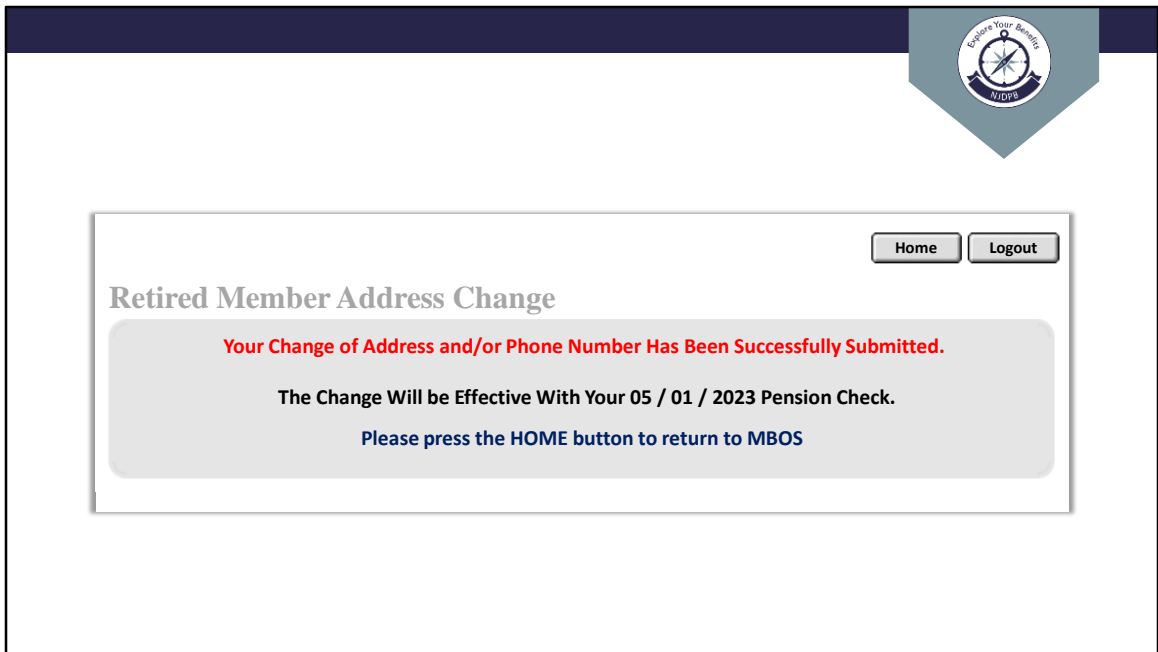 Explore Your Benefits
NJDPB
Home
Logout
Retired Member Address Change
Your Change of Address and/or Phone Number Has Been Successfully Submitted.
The Change Will be Effective With Your 05 / 01 / 2023 Pension Check.
Please press the HOME button to return to MBOS